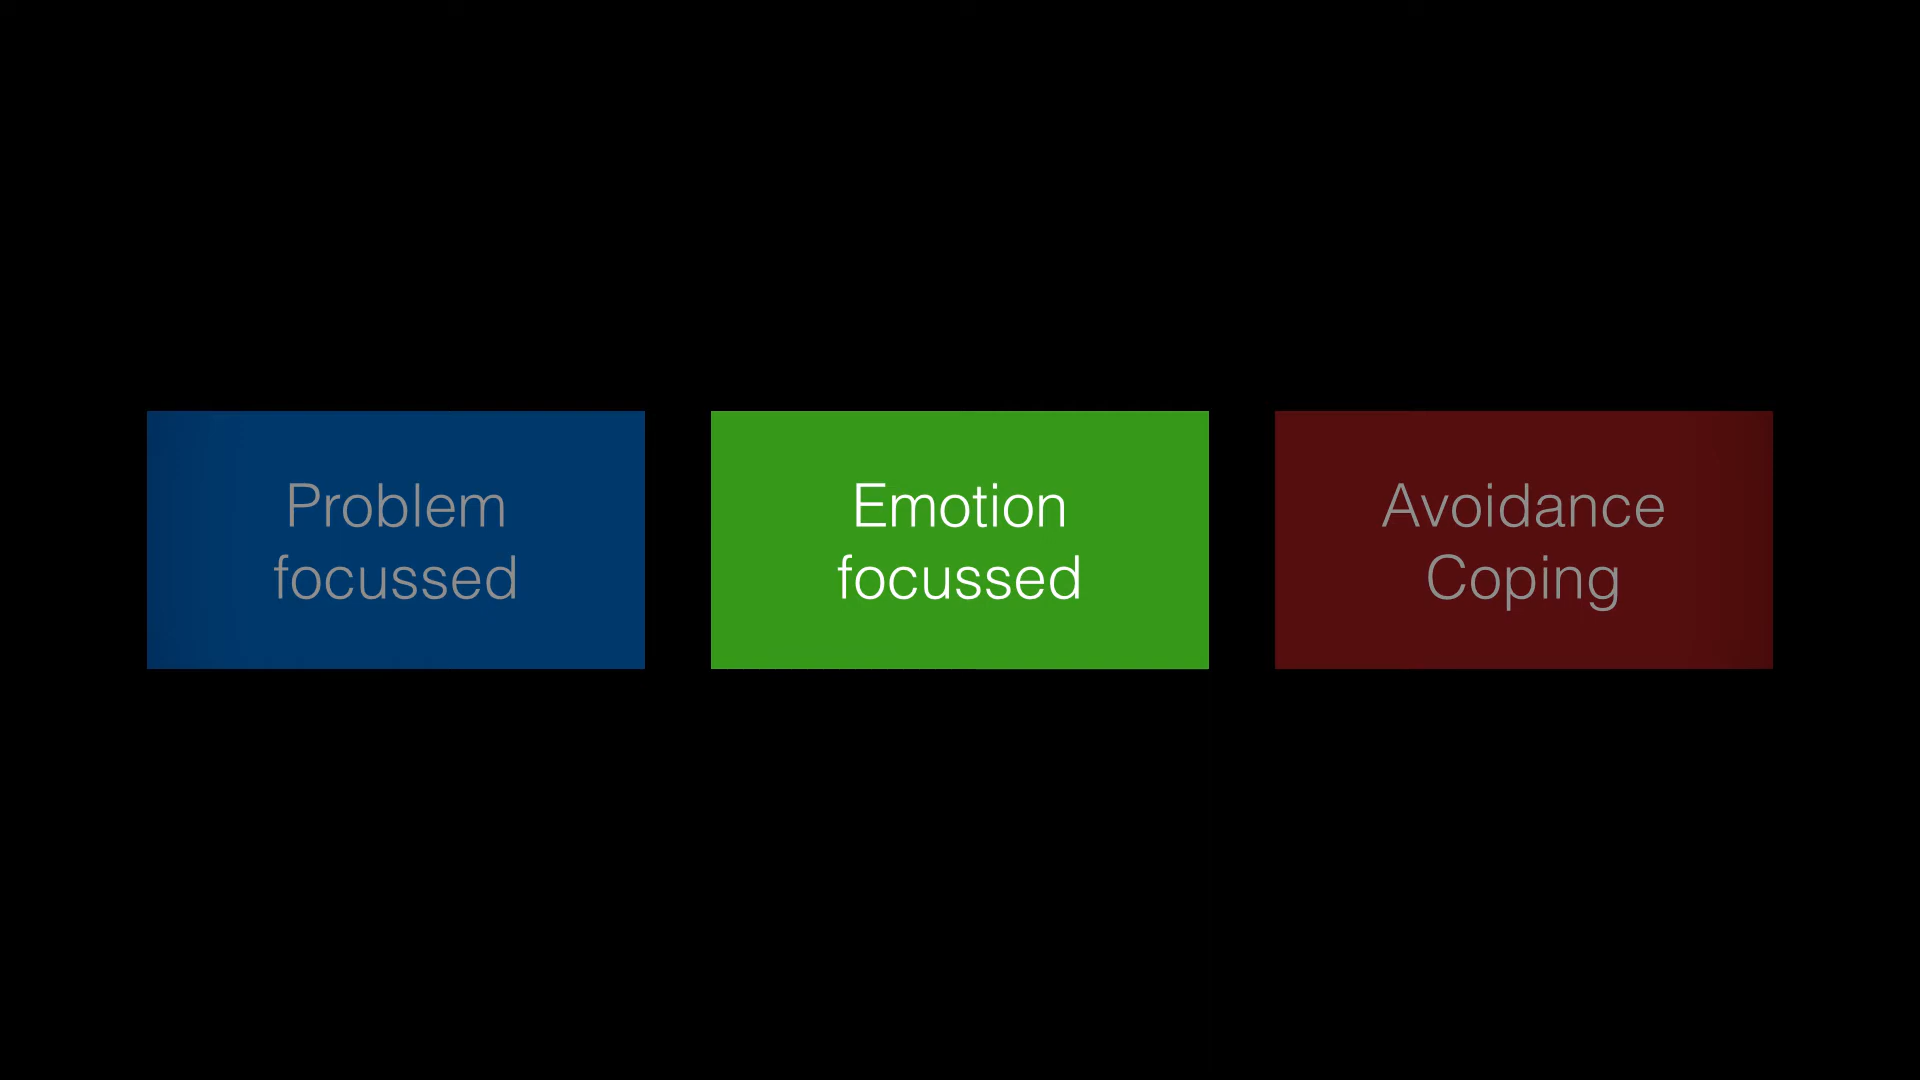 Problem
focussed
Emotion
focussed
Avoidance
Coping